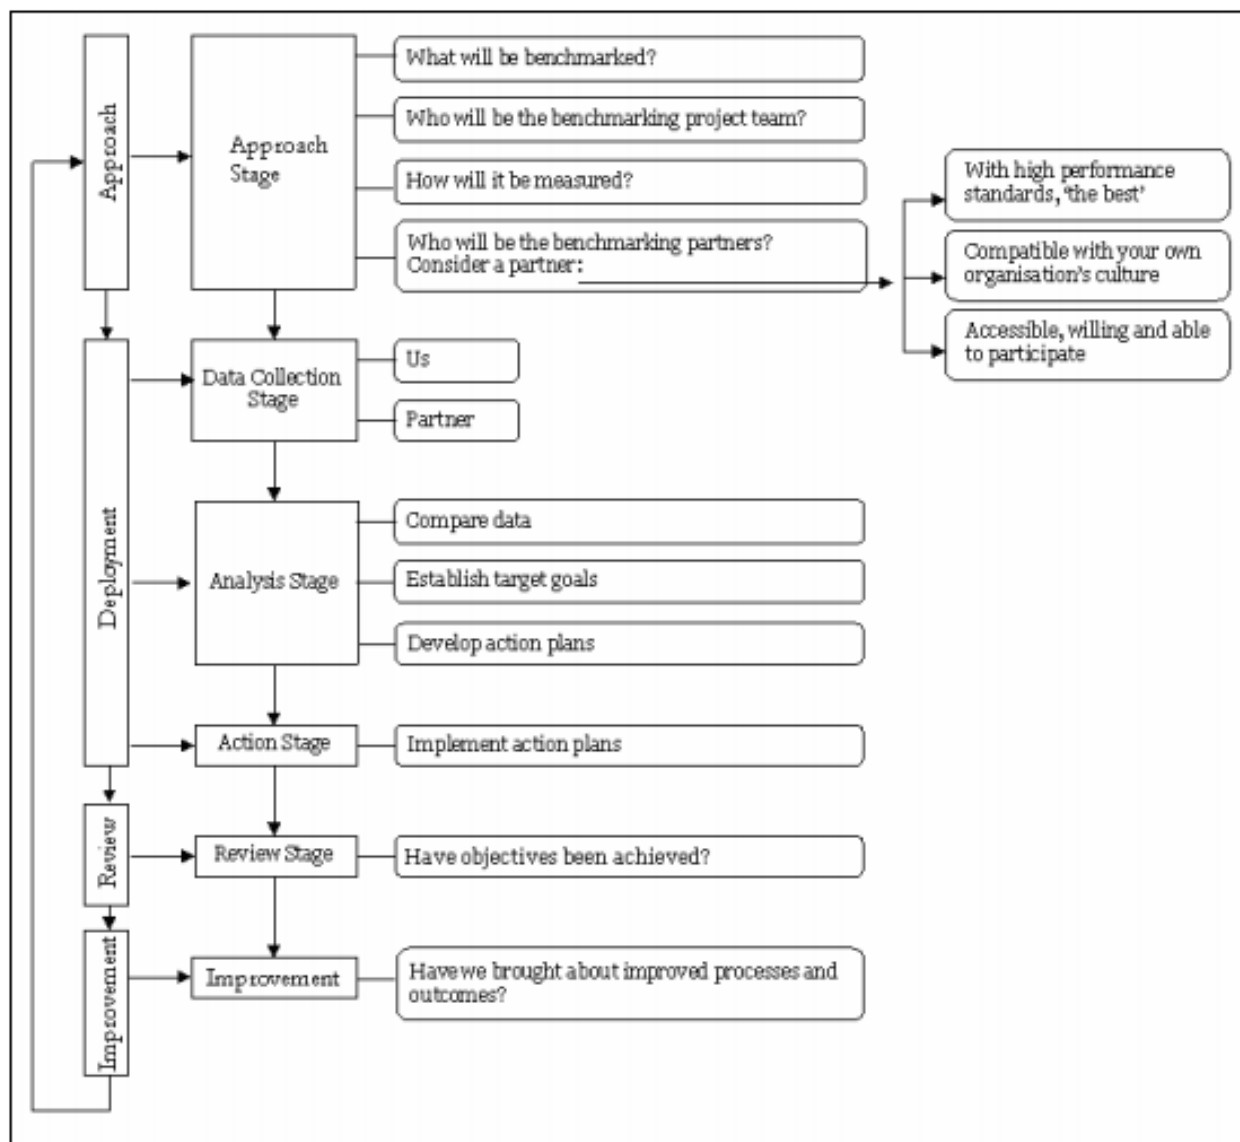 Approach
Approach
Stage
What will be benchmarked?
Who will be the benchmarking project team?
How will it be measured?
Who will be the benchmarking partners?
Consider a partner:
With high performance
standards, ‘the best’
Compatible with your own
organisation’s culture
Accessible, willing and able
to participate
Deployment
Data Collection
Stage
Us
Partner
Analysis Stage
Compare data
Establish target goals
Develop action plans
Action Stage
Implement action plans
Review
Review Stage
Have objectives been achieved?
Improvement
Improvement
Have we brought about improved processes and
outcomes?